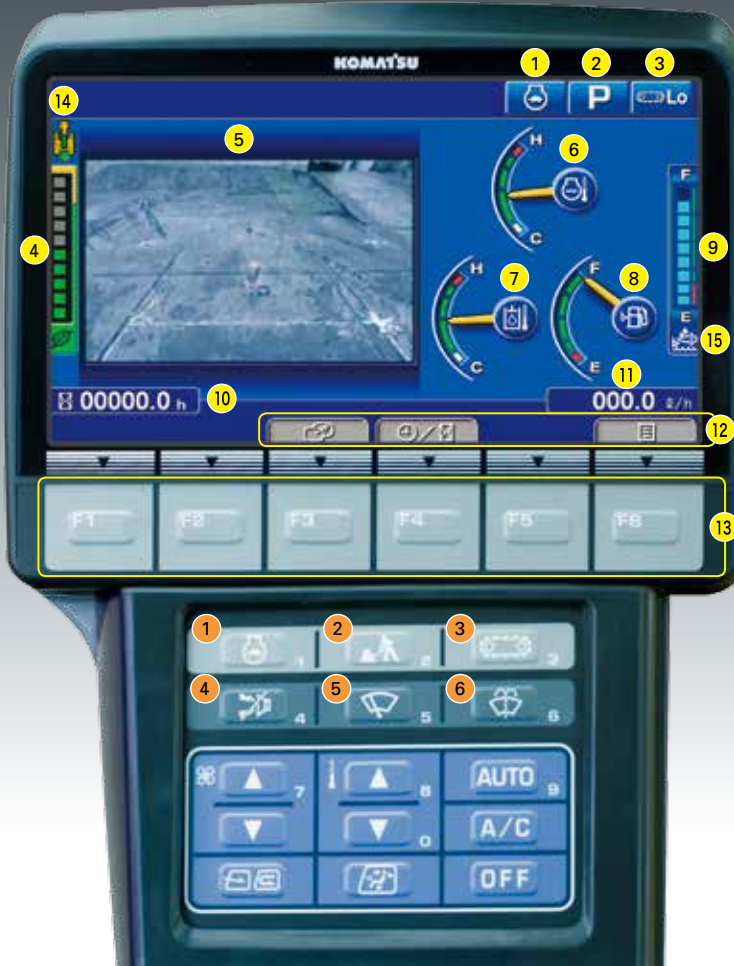 KOMATSU
1 2 3
P Lo
14
5
H
6
F
4
C
9
H
7
F
8
E
15
C
E
11
00000.0 h 10
000.0 ℓ/h
12
F1 F2 F3 F4 F5 F6
13
1 2 3
1 2 3
4 5 6
4 5 6
7 8 AUTO 9
0 A/C
OFF